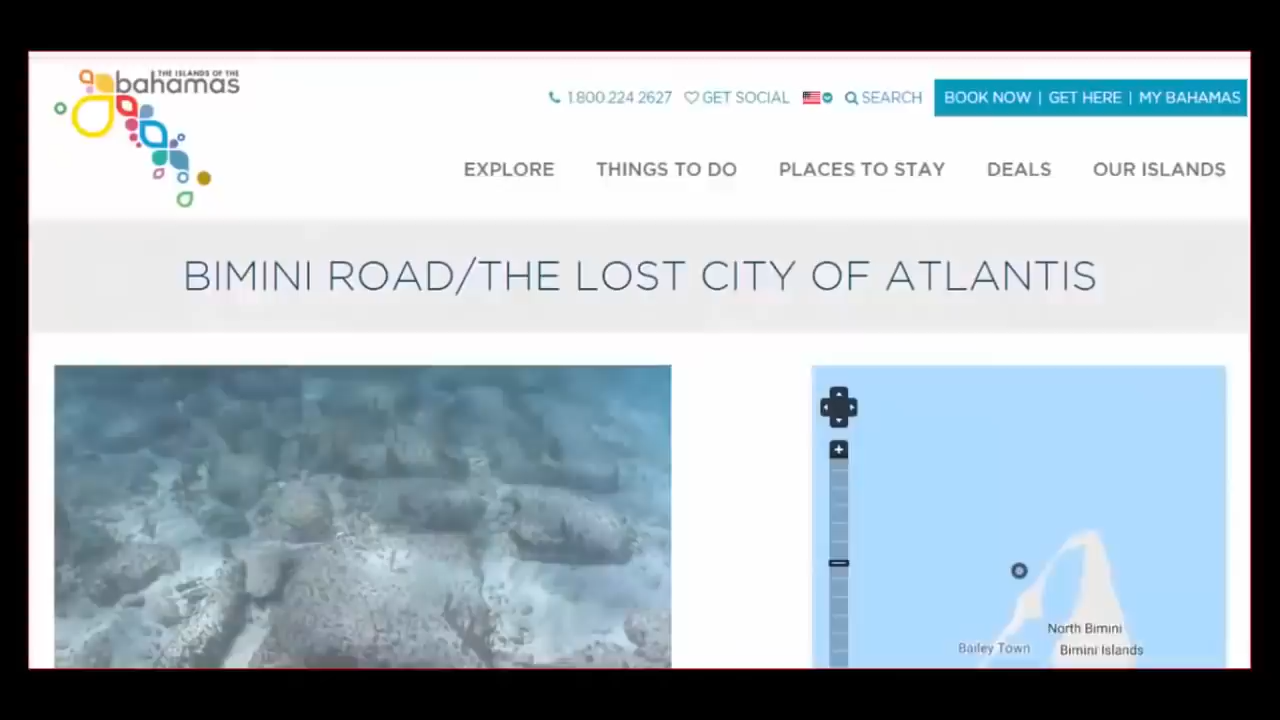 THE ISLANDS OF THE
bahamas
1.800.224.2627 GET SOCIAL SEARCH BOOK NOW | GET HERE | MY BAHAMAS
EXPLORE THINGS TO DO PLACES TO STAY DEALS OUR ISLANDS
BIMINI ROAD/THE LOST CITY OF ATLANTIS
North Bimini
Bailey Town Bimini Islands